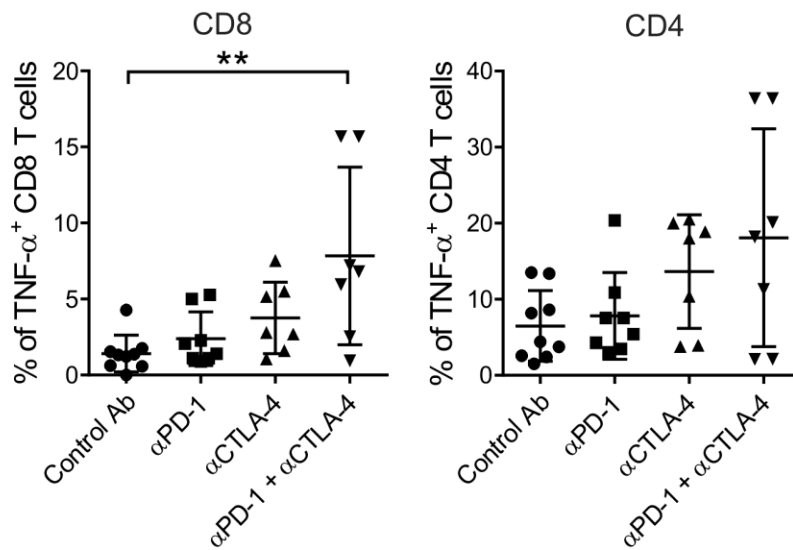 CD8
% of TNF-α⁺ CD8 T cells
20
15
10
5
0
**
Control Ab
αPD-1
αCTLA-4
αPD-1 + αCTLA-4
CD4
% of TNF-α⁺ CD4 T cells
40
30
20
10
0
Control Ab
αPD-1
αCTLA-4
αPD-1 + αCTLA-4